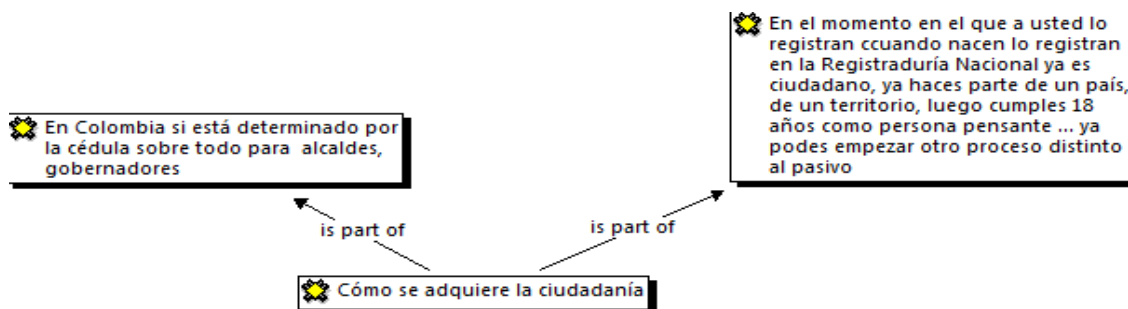 En el momento en el que a usted lo
registran ccuando nacen lo registran
en la Registraduría Nacional ya es
ciudadano, ya haces parte de un país,
de un territorio, luego cumples 18
años como persona pensante ... ya
podes empezar otro proceso distinto
al pasivo
En Colombia si está determinado por
la cédula sobre todo para alcaldes,
gobernadores
is part of
is part of
Cómo se adquiere la ciudadanía